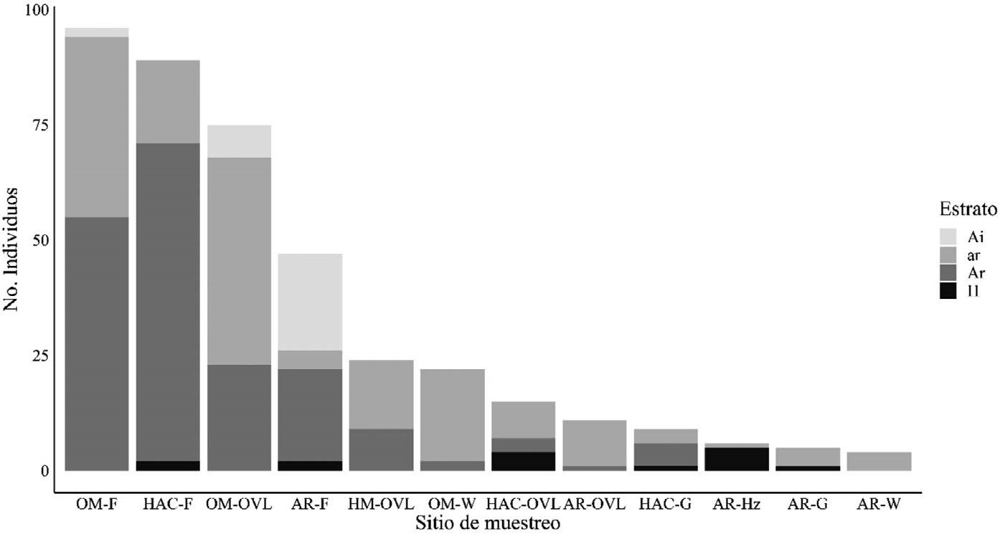 100
75
50
25
0
No. Individuos
OM-F HAC-F OM-OVL AR-F HM-OVL OM-W HAC-OVL AR-OVL HAC-G AR-Hz AR-G AR-W
Sitio de muestreo
Estrato
Ai
ar
Ar
ll